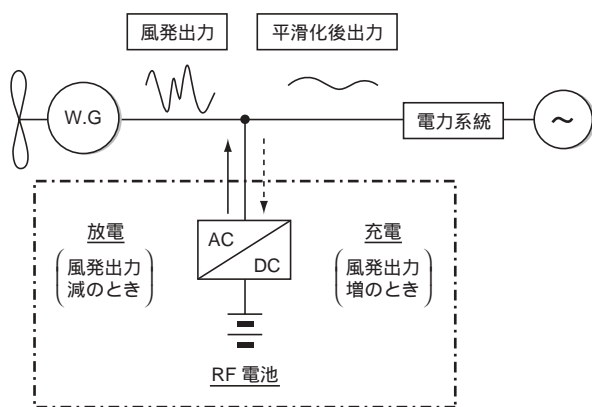 風発出力
平滑化後出力
W.G
電力系統
~
放電
風発出力
減のとき
AC
DC
充電
風発出力
増のとき
RF 電池